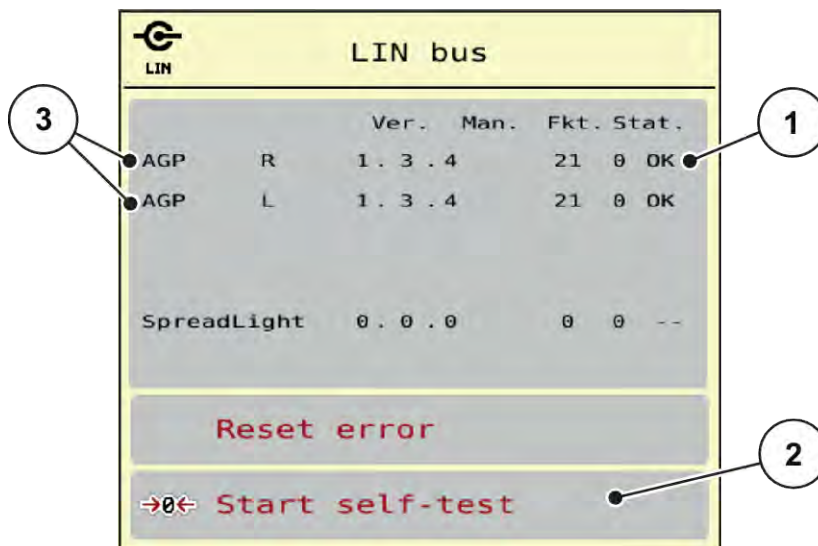 LIN
LIN bus
Ver. Man. Fkt. Stat.
AGP R 1.3.4 21 0 OK
AGP L 1.3.4 21 0 OK
SpreadLight 0.0.0 0 0 --
Reset error
→0← Start self-test
3
1
2